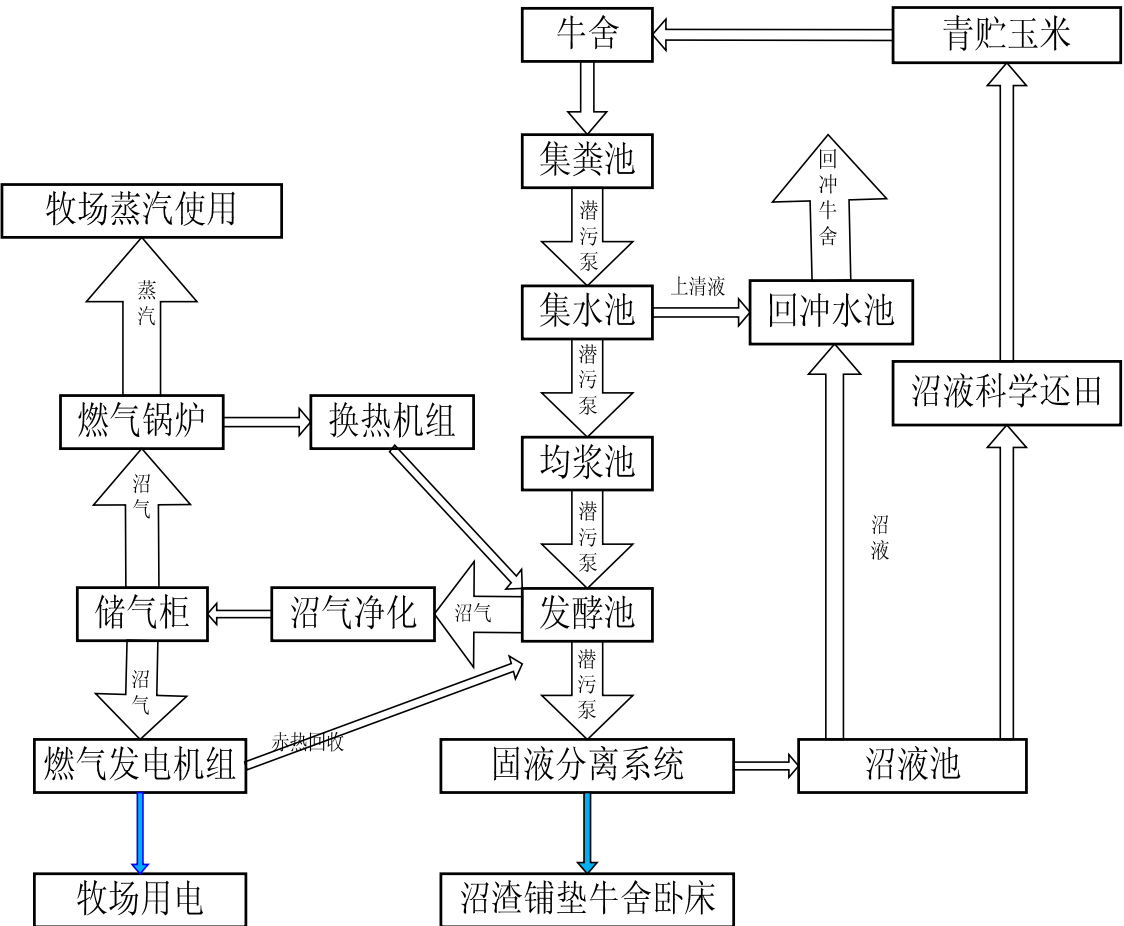 牛舍
青贮玉米
集粪池
回冲牛舍
牧场蒸汽使用
潜污泵
蒸汽
集水池
上清液
回冲水池
潜污泵
沼液科学还田
燃气锅炉
换热机组
均浆池
沼气
潜污泵
沼液
储气柜
沼气净化
沼气
发酵池
沼气
潜污泵
赤热回收
燃气发电机组
固液分离系统
沼液池
牧场用电
沼渣铺垫牛舍卧床